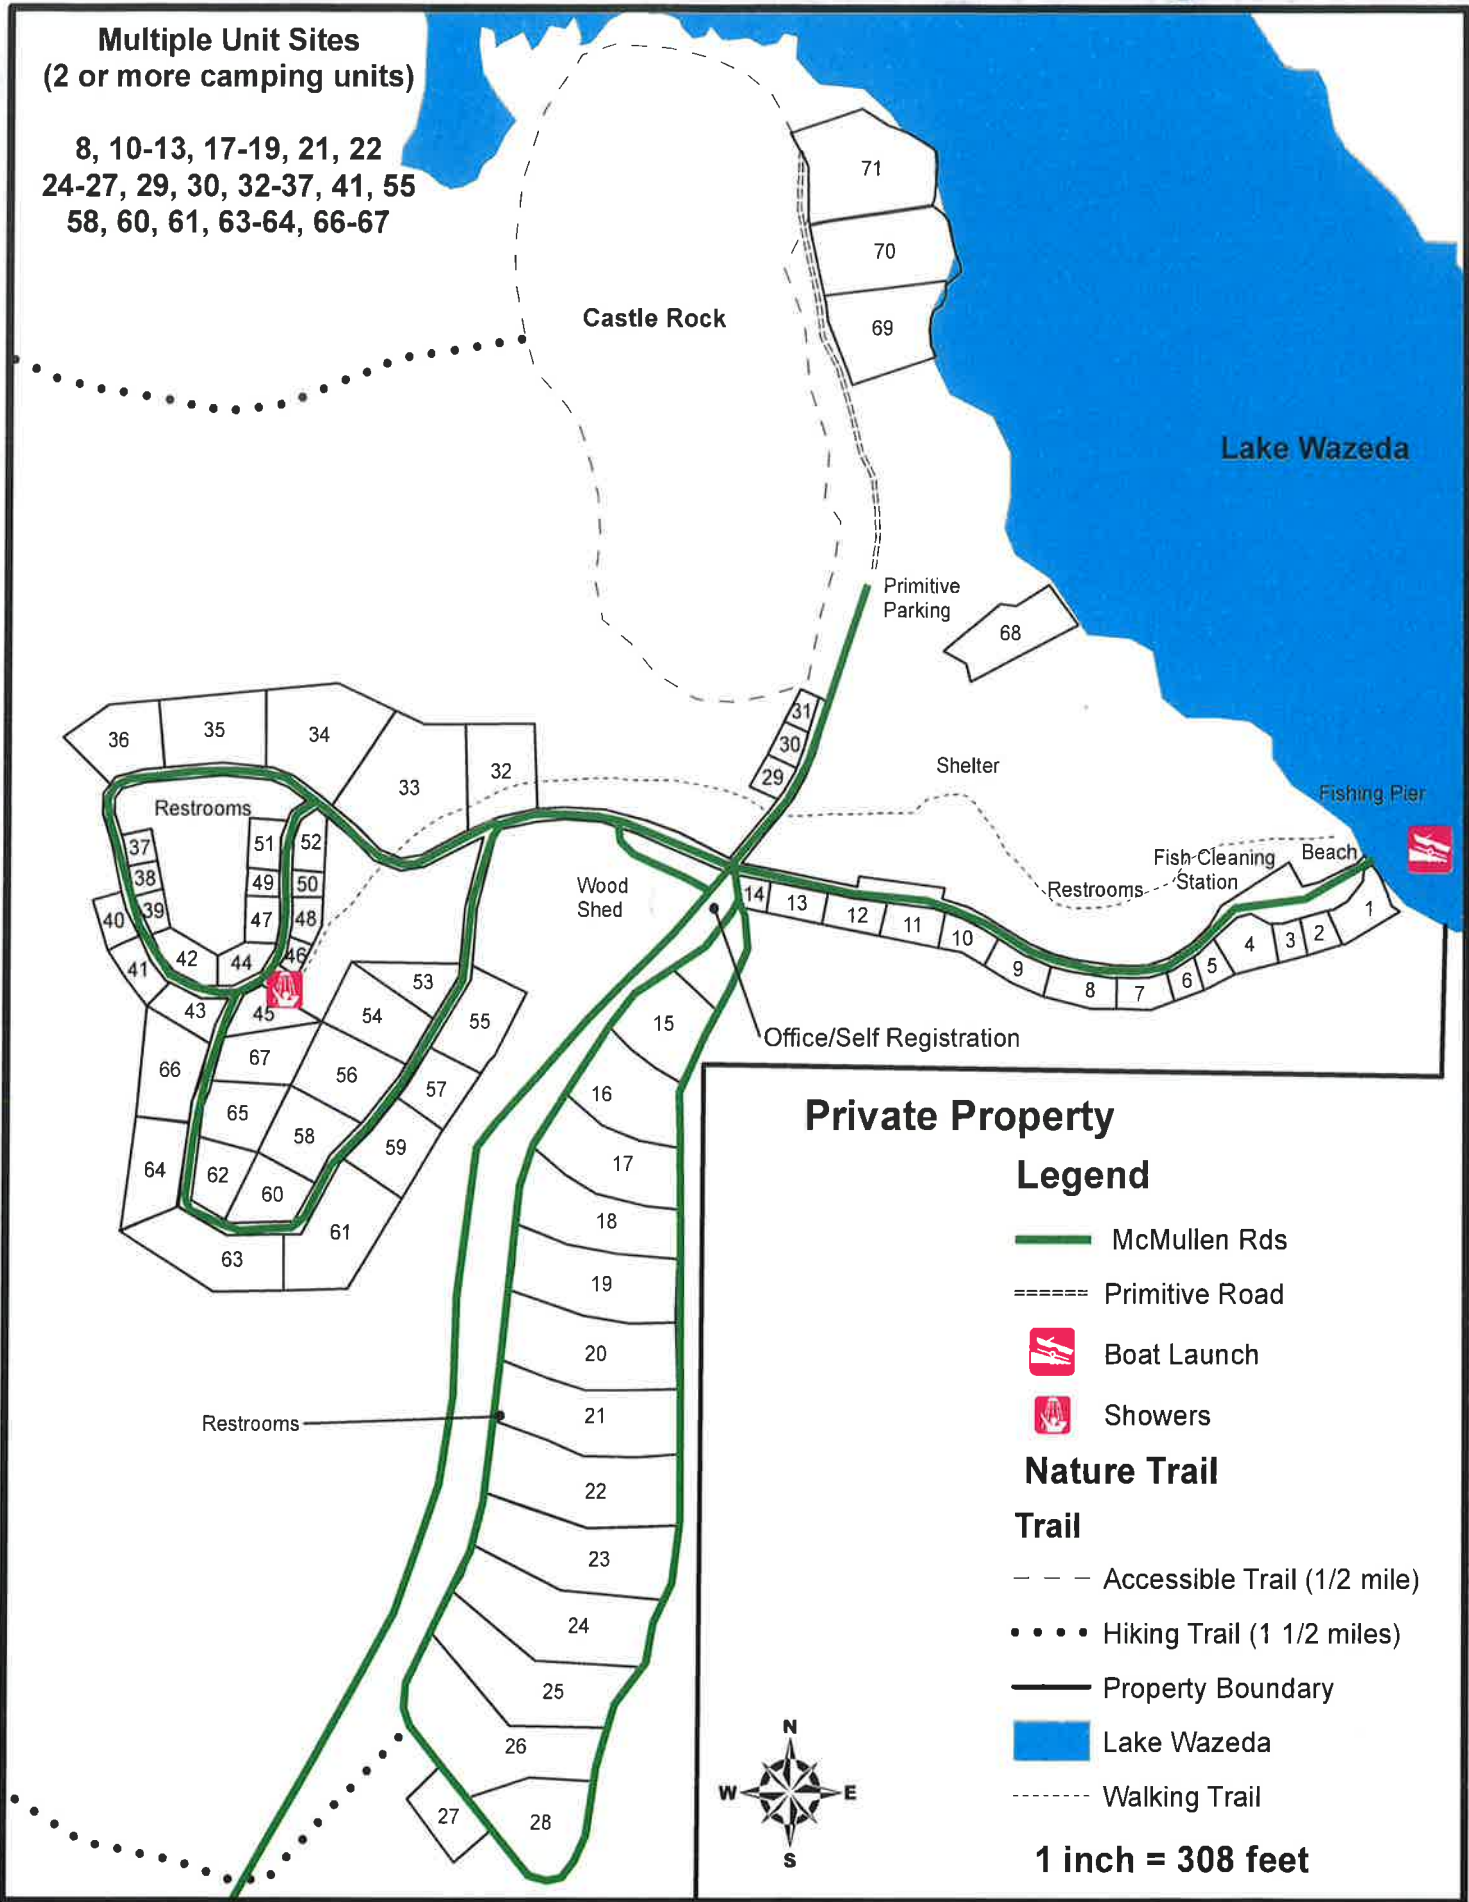 Multiple Unit Sites
(2 or more camping units)
8, 10-13, 17-19, 21, 22
24-27, 29, 30, 32-37, 41, 55
58, 60, 61, 63-64, 66-67
71
70
Castle Rock
69
Lake Wazeda
Primitive
Parking
68
31
30
29
36
35
34
33
32
Shelter
Fishing Pier
Restrooms
37
51
52
38
49
50
40
39
47
48
41
42
44
46
43
45
Wood
Shed
14
13
12
11
10
9
8
7
6
5
4
3
2
1
Restrooms
Fish Cleaning
Station
Beach
53
54
55
66
67
56
57
65
58
59
64
62
60
61
63
15
Office/Self Registration
16
17
18
19
20
Restrooms
21
22
23
24
25
26
27
28
Private Property
Legend
McMullen Rds
Primitive Road
Boat Launch
Showers
Nature Trail
Trail
Accessible Trail (1/2 mile)
Hiking Trail (1 1/2 miles)
Property Boundary
Lake Wazeda
Walking Trail
N
W E
S
1 inch = 308 feet